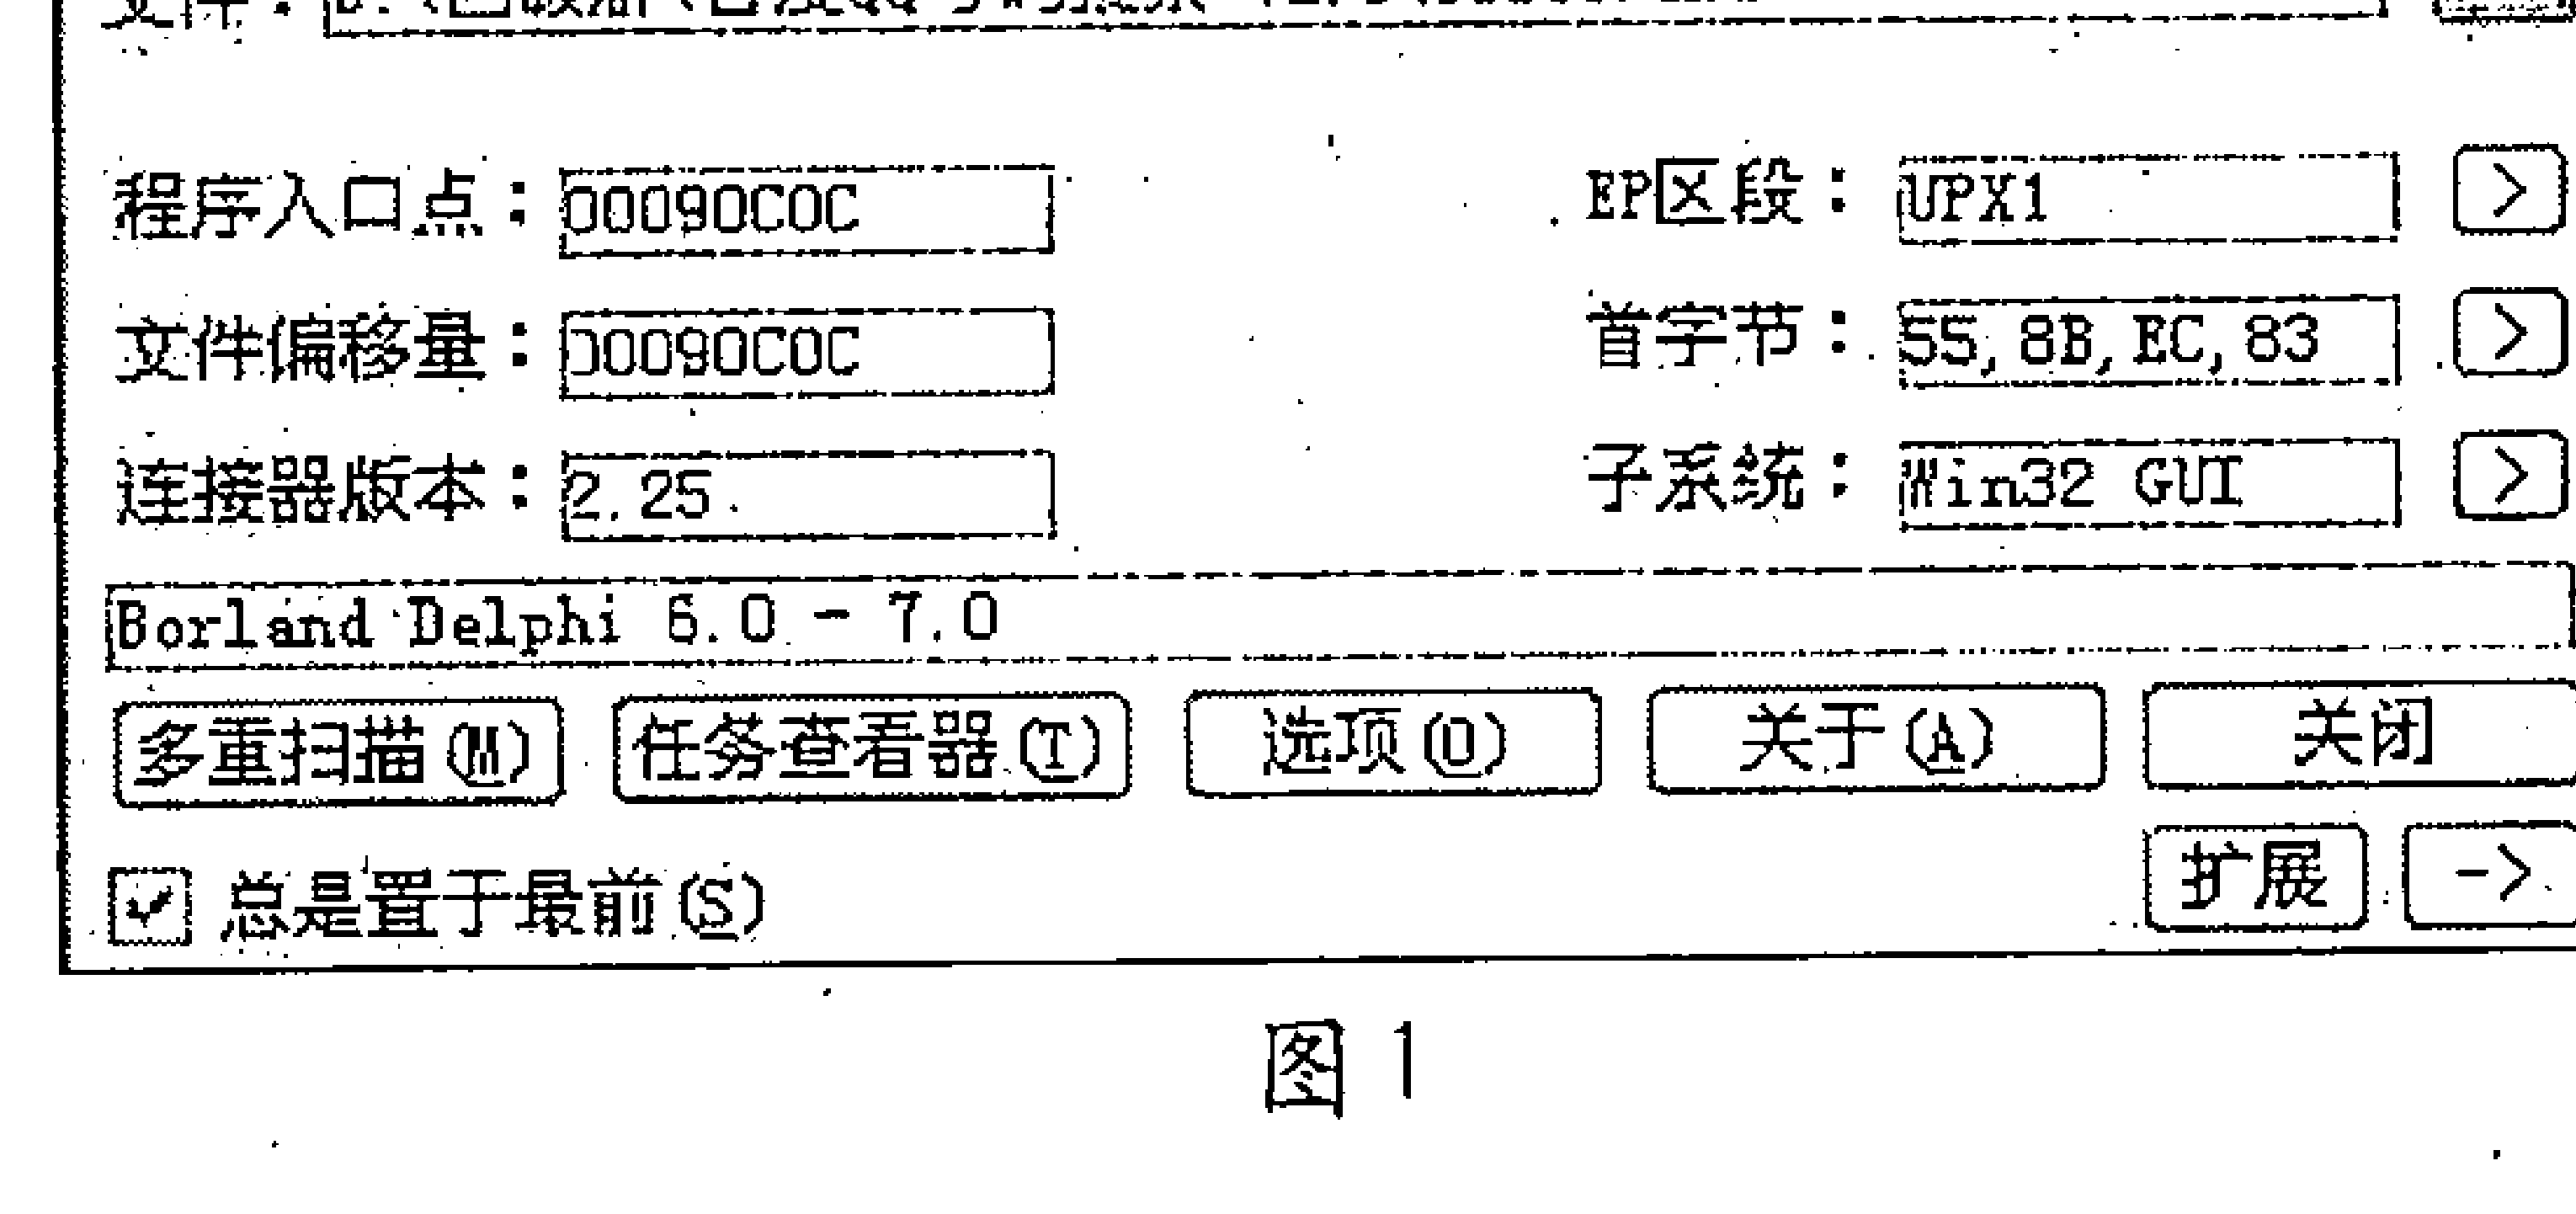 文件：
程序入口点：00090C0C EP区段：UPX1 >
文件偏移量：00090C0C 首字节：55,8B,EC,83 >
连接器版本：2.25 子系统：Win32 GUI >
Borland Delphi 6.0 - 7.0
多重扫描(M) 任务查看器(T) 选项(O) 关于(A) 关闭
扩展 ->
总是置于最前(S)
图 1